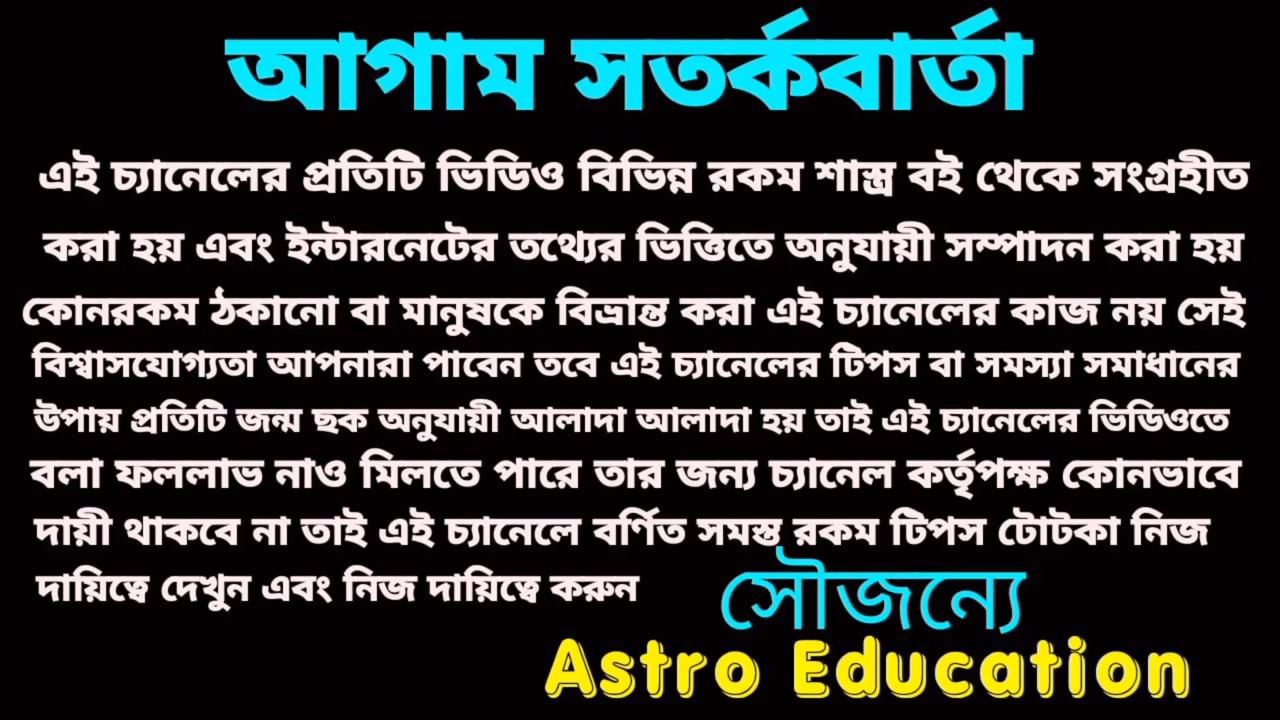 আগাম সতর্কবার্তা
এই চ্যানেলের প্রতিটি ভিডিও বিভিন্ন রকম শাস্ত্র বই থেকে সংগ্রহীত
করা হয় এবং ইন্টারনেটের তথ্যের ভিত্তিতে অনুযায়ী সম্পাদন করা হয়
কোনরকম ঠকানো বা মানুষকে বিভ্রান্ত করা এই চ্যানেলের কাজ নয় সেই
বিশ্বাসযোগ্যতা আপনারা পাবেন তবে এই চ্যানেলের টিপস বা সমস্যা সমাধানের
উপায় প্রতিটি জন্ম ছক অনুযায়ী আলাদা আলাদা হয় তাই এই চ্যানেলের ভিডিওতে
বলা ফললাভ নাও মিলতে পারে তার জন্য চ্যানেল কর্তৃপক্ষ কোনভাবে
দায়ী থাকবে না তাই এই চ্যানেলে বর্ণিত সমস্ত রকম টিপস টোটকা নিজ
দায়িত্বে দেখুন এবং নিজ দায়িত্বে করুন
সৌজন্যে
Astro Education